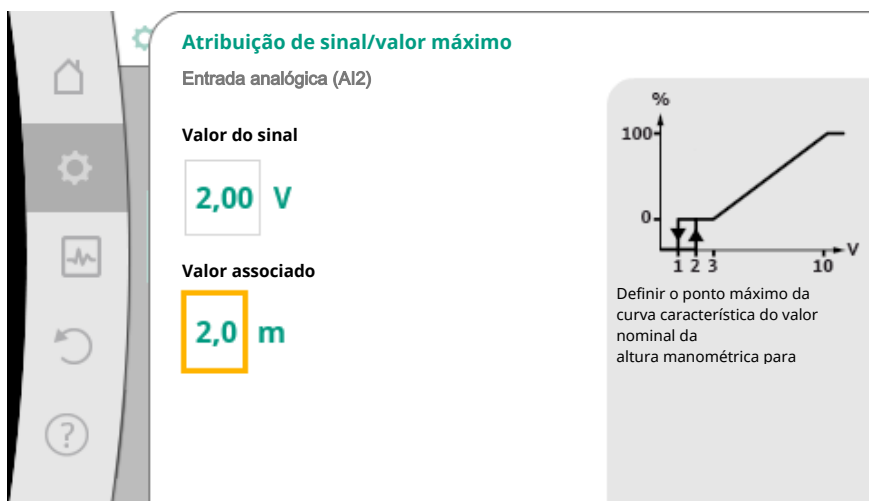 Atribuição de sinal/valor máximo
Entrada analógica (AI2)
Valor do sinal
2,00 V
Valor associado
2,0 m
%
100
0
1 2 3 10 V
Definir o ponto máximo da
curva característica do valor
nominal da
altura manométrica para
?